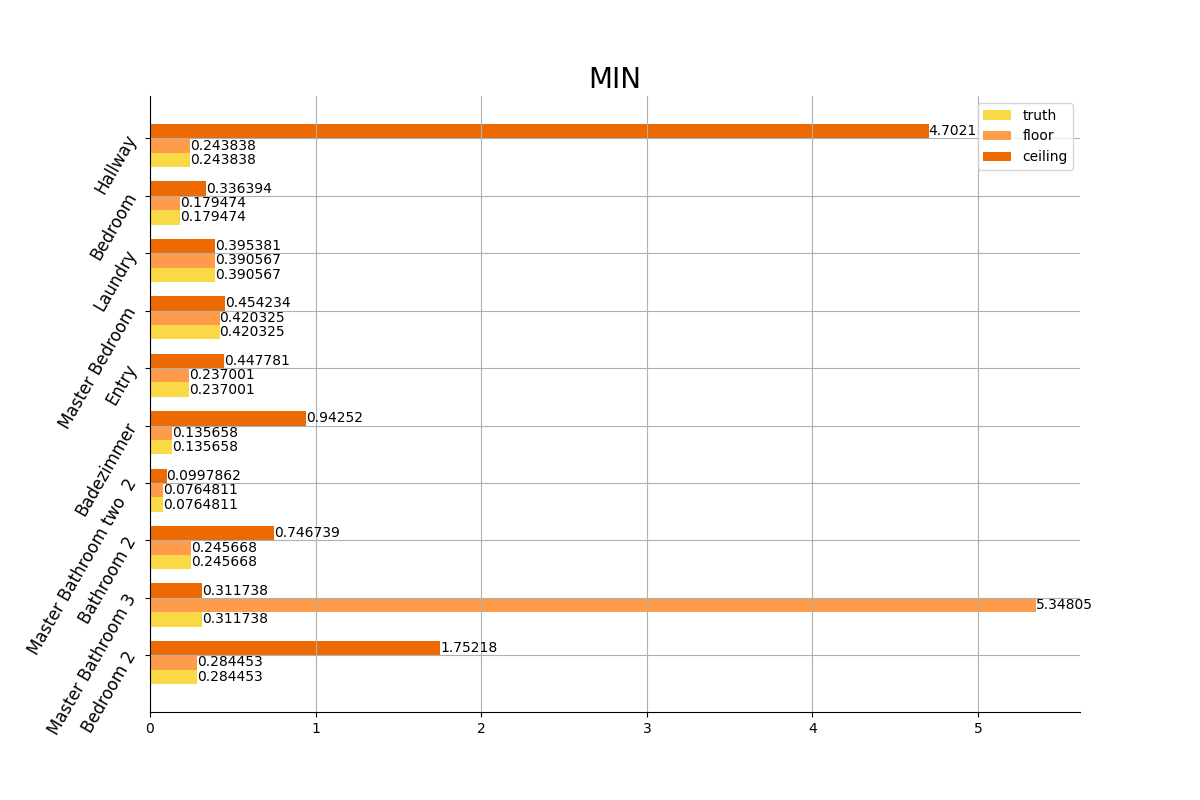 MIN
truth
floor
ceiling
Hallway
4.7021
0.243838
0.243838
Bedroom
0.336394
0.179474
0.179474
Laundry
0.395381
0.390567
0.390567
Master Bedroom
0.454234
0.420325
0.420325
Entry
0.447781
0.237001
0.237001
Badezimmer
0.94252
0.135658
0.135658
Master Bathroom two  2
0.0997862
0.0764811
0.0764811
Bathroom 2
0.746739
0.245668
0.245668
Master Bathroom 3
0.311738
5.34805
0.311738
Bedroom 2
1.75218
0.284453
0.284453
0 1 2 3 4 5